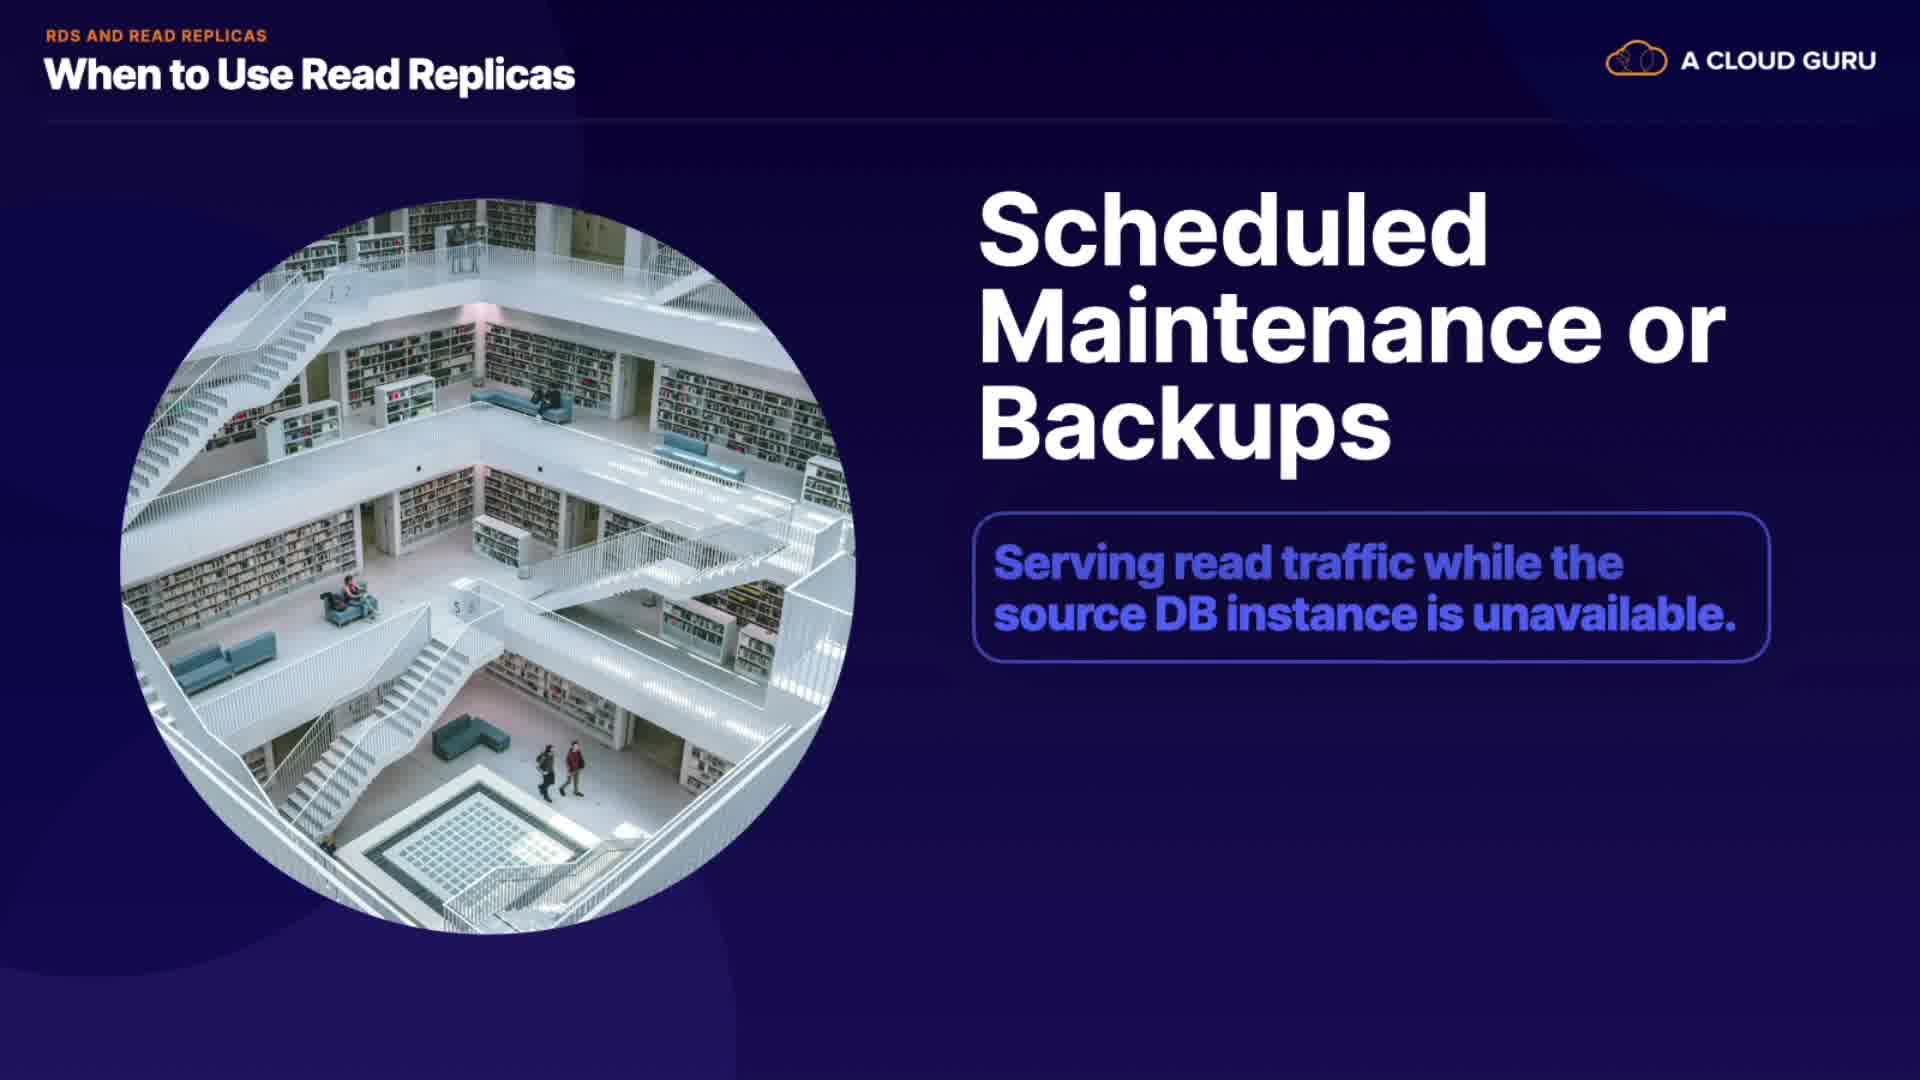 RDS AND READ REPLICAS
When to Use Read Replicas
A CLOUD GURU
Scheduled
Maintenance or
Backups
Serving read traffic while the
source DB instance is unavailable.